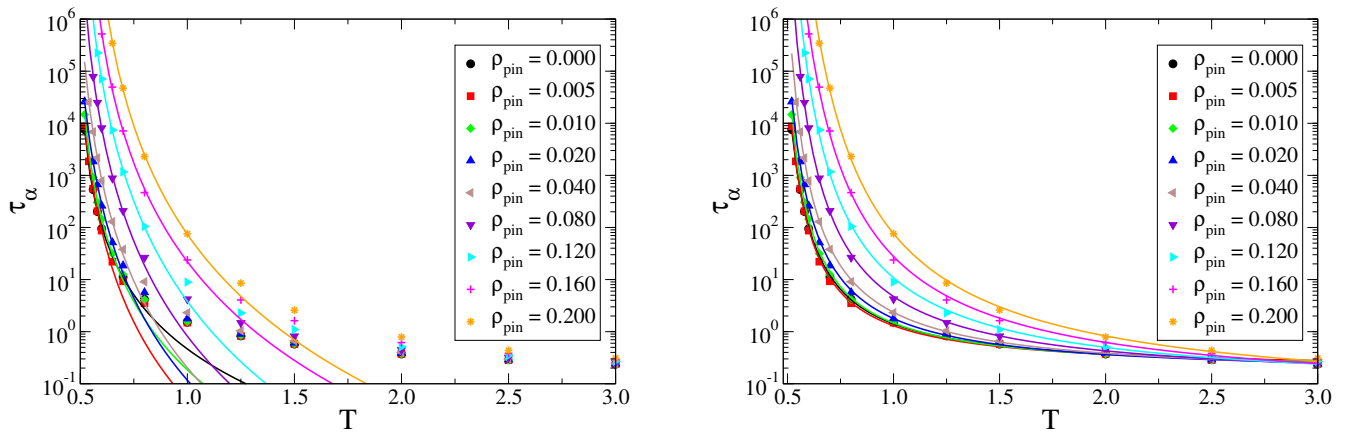 10^6
10^5
10^4
10^3
10^2
10^1
10^0
10^-1
τ_α
0.5
1.0
1.5
2.0
2.5
3.0
T
ρ_pin = 0.000
ρ_pin = 0.005
ρ_pin = 0.010
ρ_pin = 0.020
ρ_pin = 0.040
ρ_pin = 0.080
ρ_pin = 0.120
ρ_pin = 0.160
ρ_pin = 0.200
10^6
10^5
10^4
10^3
10^2
10^1
10^0
10^-1
τ_α
0.5
1.0
1.5
2.0
2.5
3.0
T
ρ_pin = 0.000
ρ_pin = 0.005
ρ_pin = 0.010
ρ_pin = 0.020
ρ_pin = 0.040
ρ_pin = 0.080
ρ_pin = 0.120
ρ_pin = 0.160
ρ_pin = 0.200